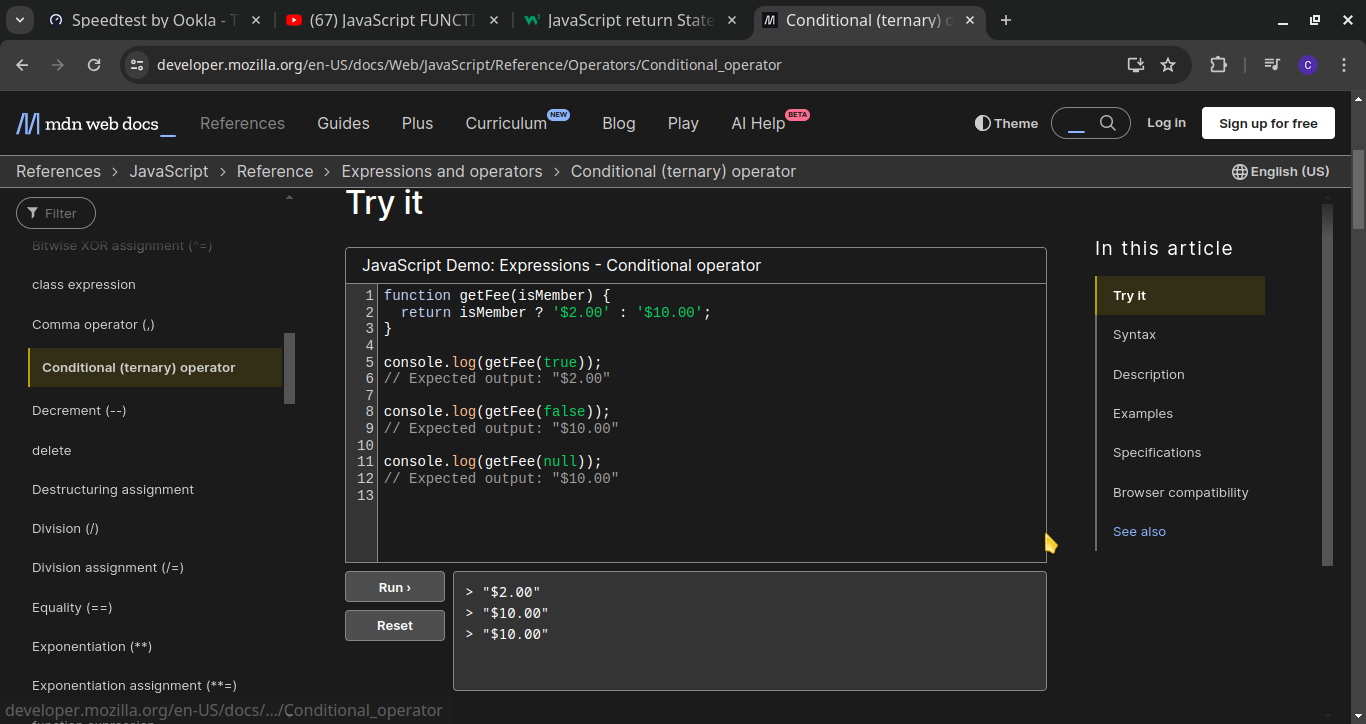 Speedtest by Ookla - T
(67) JavaScript FUNCTI
JavaScript return State
Conditional (ternary) o
developer.mozilla.org/en-US/docs/Web/JavaScript/Reference/Operators/Conditional_operator
C
mdn web docs
References
Guides
Plus
Curriculum NEW
Blog
Play
AI Help BETA
Theme
Log in
Sign up for free
References > JavaScript > Reference > Expressions and operators > Conditional (ternary) operator
English (US)
Filter
Bitwise XOR assignment (^=)
class expression
Comma operator (,)
Conditional (ternary) operator
Decrement (--)
delete
Destructuring assignment
Division (/)
Division assignment (/=)
Equality (==)
Exponentiation (**)
Exponentiation assignment (**=)
function expression
developer.mozilla.org/en-US/docs/.../Conditional_operator
Try it
JavaScript Demo: Expressions - Conditional operator
1 function getFee(isMember) {
2   return isMember ? '$2.00' : '$10.00';
3 }
4
5 console.log(getFee(true));
6 // Expected output: "$2.00"
7
8 console.log(getFee(false));
9 // Expected output: "$10.00"
10
11 console.log(getFee(null));
12 // Expected output: "$10.00"
13
Run ›
Reset
> "$2.00"
> "$10.00"
> "$10.00"
In this article
Try it
Syntax
Description
Examples
Specifications
Browser compatibility
See also